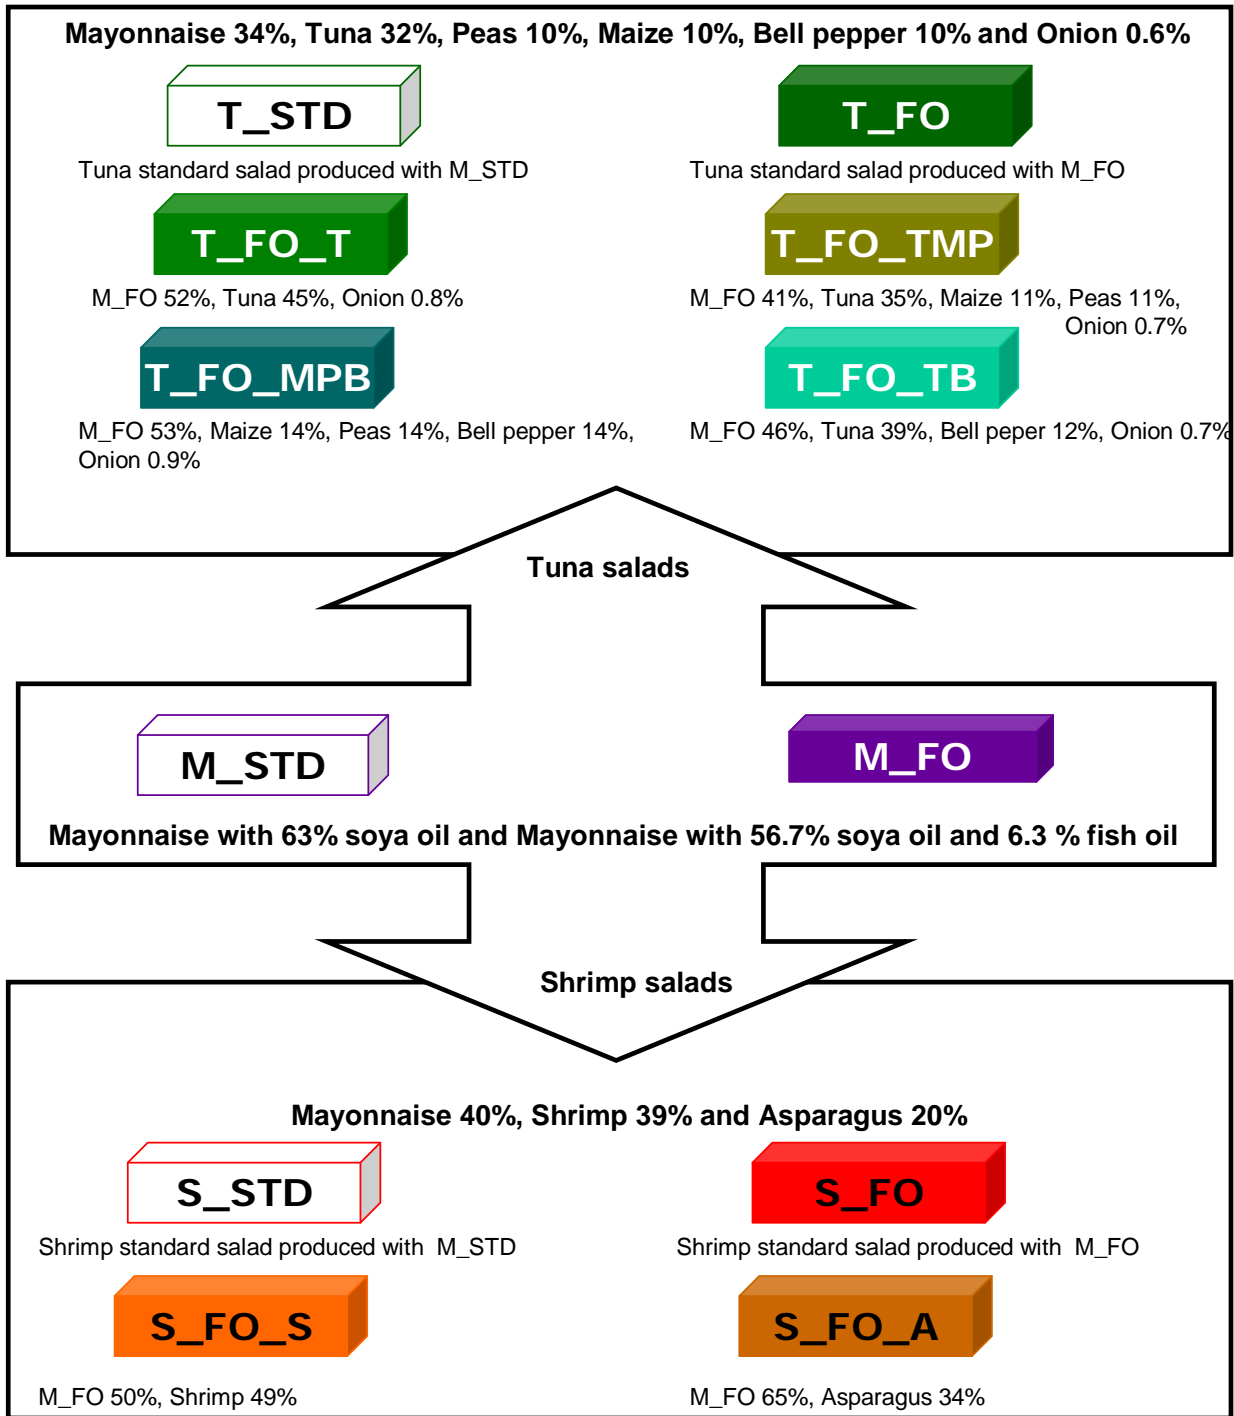 Mayonnaise 34%, Tuna 32%, Peas 10%, Maize 10%, Bell pepper 10% and Onion 0.6%
T_STD
T_FO
Tuna standard salad produced with M_STD
Tuna standard salad produced with M_FO
T_FO_T
T_FO_TMP
M_FO 52%, Tuna 45%, Onion 0.8%
M_FO 41%, Tuna 35%, Maize 11%, Peas 11%,
Onion 0.7%
T_FO_MPB
T_FO_TB
M_FO 53%, Maize 14%, Peas 14%, Bell pepper 14%,
Onion 0.9%
M_FO 46%, Tuna 39%, Bell peper 12%, Onion 0.7%
Tuna salads
M_STD
M_FO
Mayonnaise with 63% soya oil and Mayonnaise with 56.7% soya oil and 6.3 % fish oil
Shrimp salads
Mayonnaise 40%, Shrimp 39% and Asparagus 20%
S_STD
S_FO
Shrimp standard salad produced with M_STD
Shrimp standard salad produced with M_FO
S_FO_S
S_FO_A
M_FO 50%, Shrimp 49%
M_FO 65%, Asparagus 34%